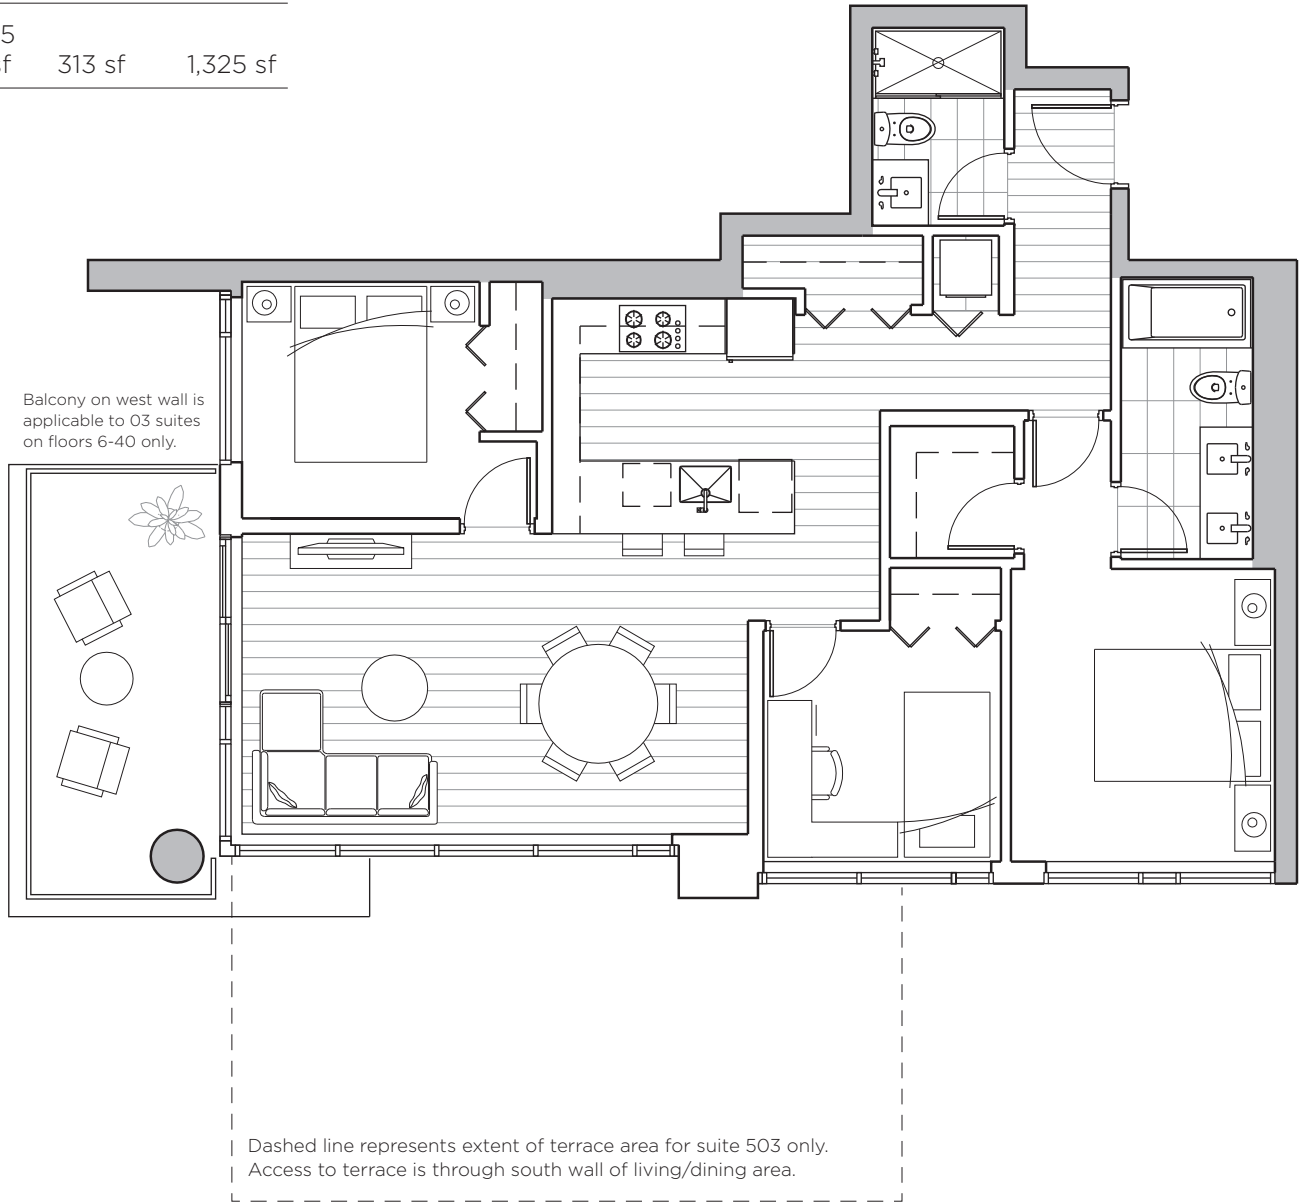 5
sf 313 sf 1,325 sf
Balcony on west wall is
applicable to 03 suites
on floors 6-40 only.
Dashed line represents extent of terrace area for suite 503 only.
Access to terrace is through south wall of living/dining area.